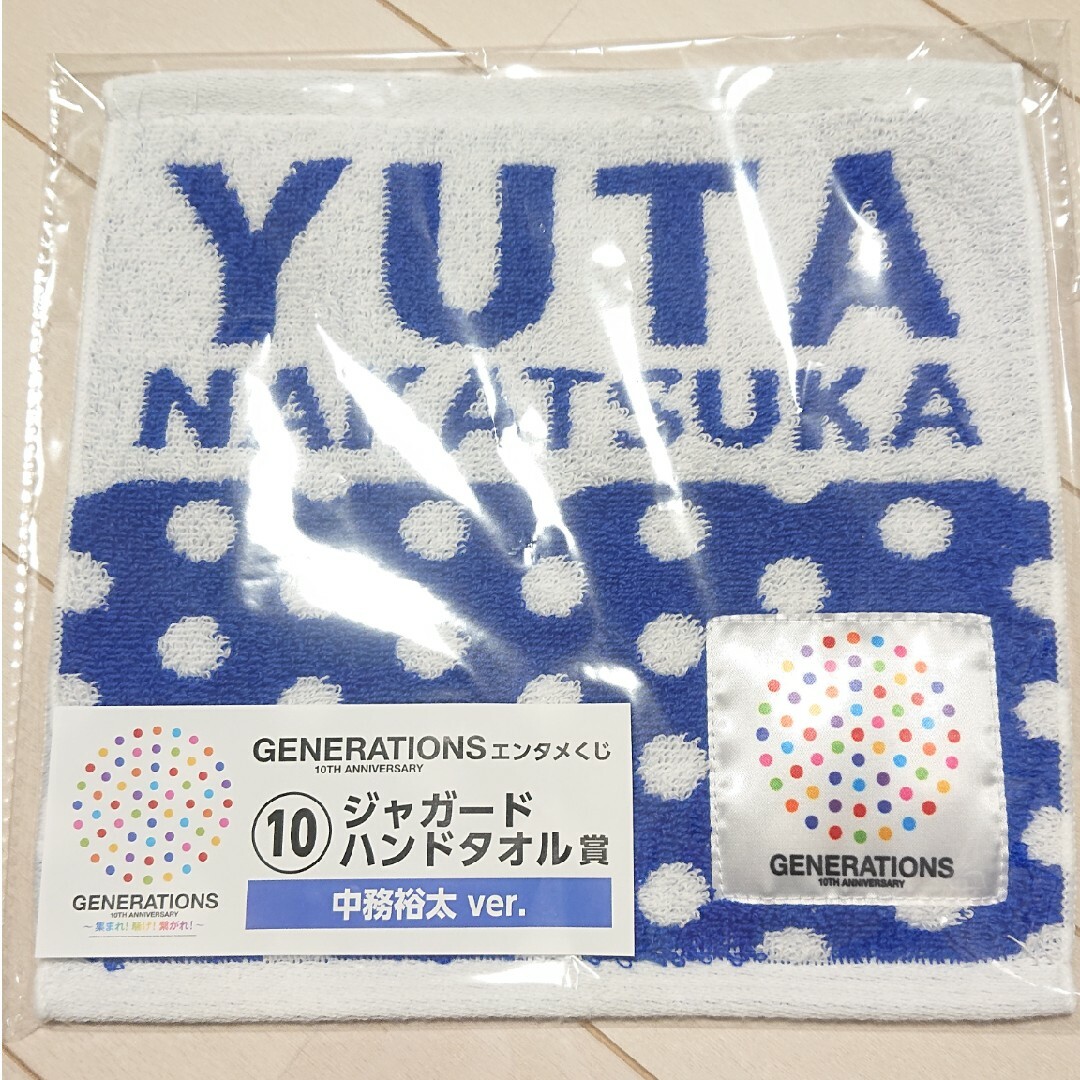 YUTA
NAKATSUKA
GENERATIONSエンタメくじ
10TH ANNIVERSARY
⑩ ジャガード
ハンドタオル 賞
中務裕太 ver.
GENERATIONS
10TH ANNIVERSARY
～集まれ!騒げ!繋がれ!～
GENERATIONS
10TH ANNIVERSARY